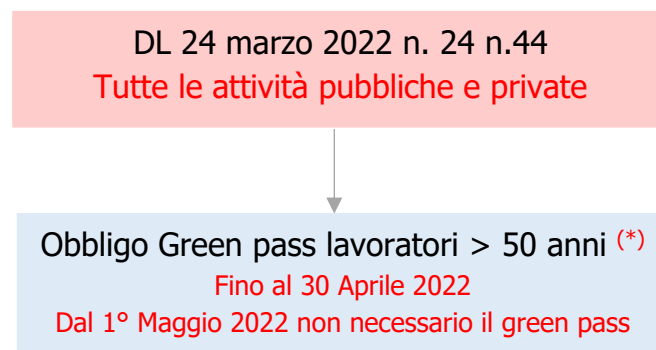 DL 24 marzo 2022 n. 24 n.44
Tutte le attività pubbliche e private
Obbligo Green pass lavoratori > 50 anni (*)
Fino al 30 Aprile 2022
Dal 1° Maggio 2022 non necessario il green pass